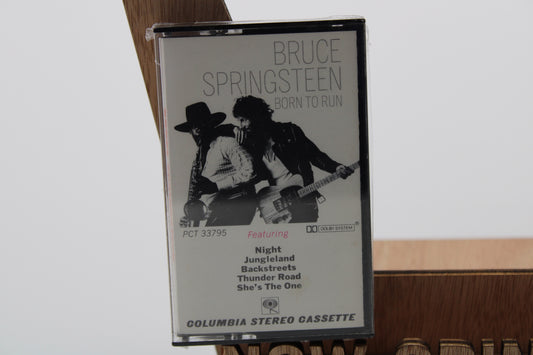 BRUCE
SPRINGSTEEN
BORN TO RUN
PCT 33795
Featuring
DOLBY SYSTEM
Night
Jungleland
Backstreets
Thunder Road
She's The One
COLUMBIA STEREO CASSETTE
NOW